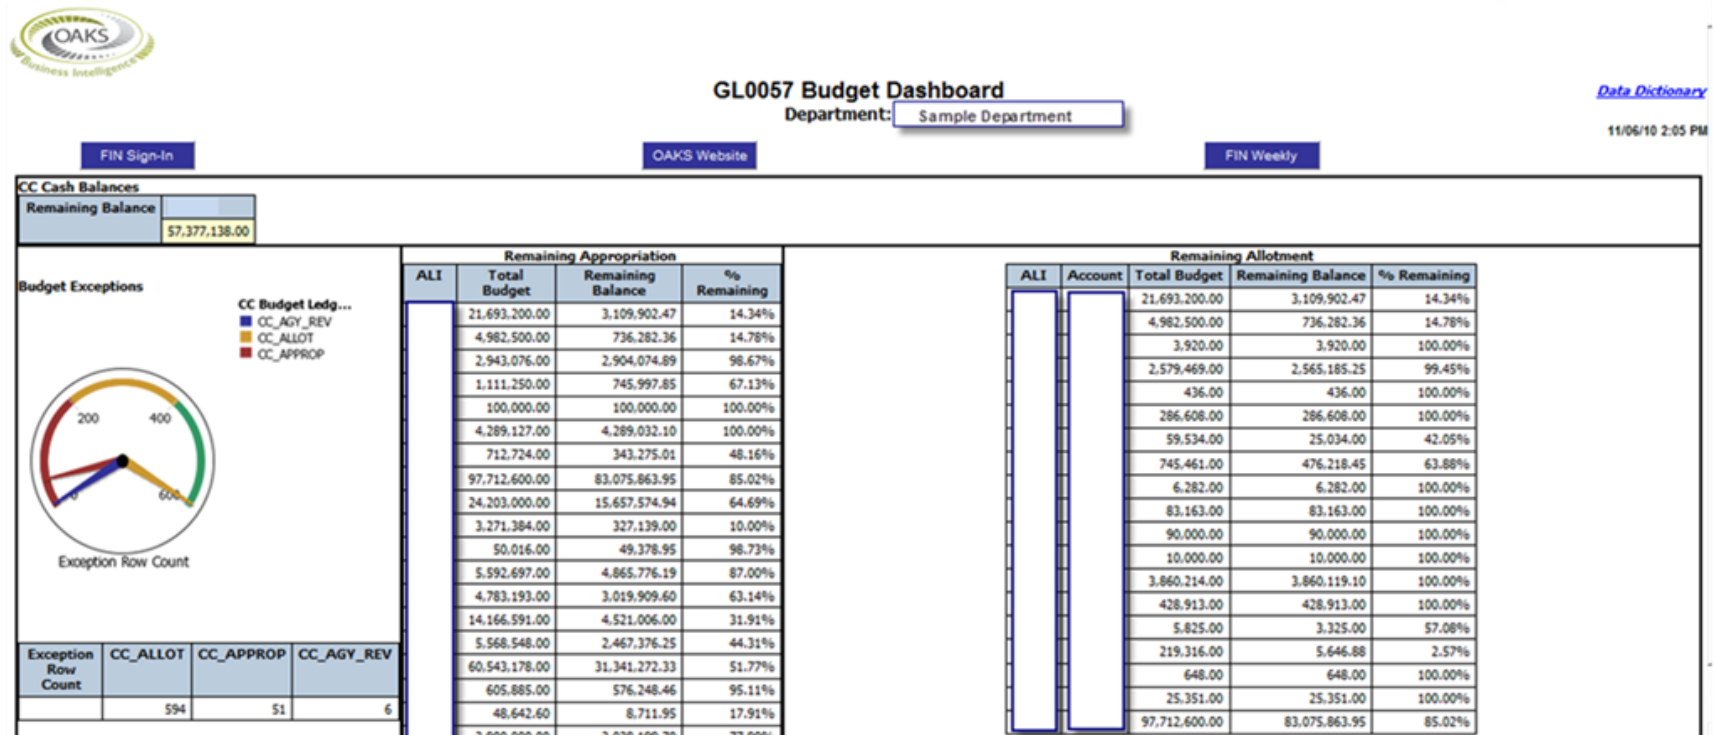 OAKS
Business Intelligence
GL0057 Budget Dashboard
Data Dictionary
Department: Sample Department
11/06/10 2:05 PM
FIN Sign-In OAKS Website FIN Weekly
CC Cash Balances
Remaining Balance
57,377,138.00
Budget Exceptions
CC Budget Ledg...
CC_AGY_REV
CC_ALLOT
CC_APPROP
200 400
0 600
Exception Row Count
Exception Row Count CC_ALLOT CC_APPROP CC_AGY_REV
594 51 6
Remaining Appropriation
ALI Total Budget Remaining Balance % Remaining
21,693,200.00 3,109,902.47 14.34%
4,982,500.00 736,282.36 14.78%
2,943,076.00 2,904,074.89 98.67%
1,111,250.00 745,997.85 67.13%
100,000.00 100,000.00 100.00%
4,289,127.00 4,289,032.10 100.00%
712,724.00 343,275.01 48.16%
97,712,600.00 83,075,863.95 85.02%
24,203,000.00 15,657,574.94 64.69%
3,271,384.00 327,139.00 10.00%
50,016.00 49,378.95 98.73%
5,592,697.00 4,865,776.19 87.00%
4,783,193.00 3,019,909.60 63.14%
14,166,591.00 4,521,006.00 31.91%
5,568,548.00 2,467,376.25 44.31%
60,543,178.00 31,341,272.33 51.77%
605,885.00 576,248.46 95.11%
48,642.60 8,711.95 17.91%
Remaining Allotment
ALI Account Total Budget Remaining Balance % Remaining
21,693,200.00 3,109,902.47 14.34%
4,982,500.00 736,282.36 14.78%
3,920.00 3,920.00 100.00%
2,579,469.00 2,565,185.25 99.45%
436.00 436.00 100.00%
286,608.00 286,608.00 100.00%
59,534.00 25,034.00 42.05%
745,461.00 476,218.45 63.88%
6,282.00 6,282.00 100.00%
83,163.00 83,163.00 100.00%
90,000.00 90,000.00 100.00%
10,000.00 10,000.00 100.00%
3,860,214.00 3,860,119.10 100.00%
428,913.00 428,913.00 100.00%
5,825.00 3,325.00 57.08%
219,316.00 5,646.88 2.57%
648.00 648.00 100.00%
25,351.00 25,351.00 100.00%
97,712,600.00 83,075,863.95 85.02%